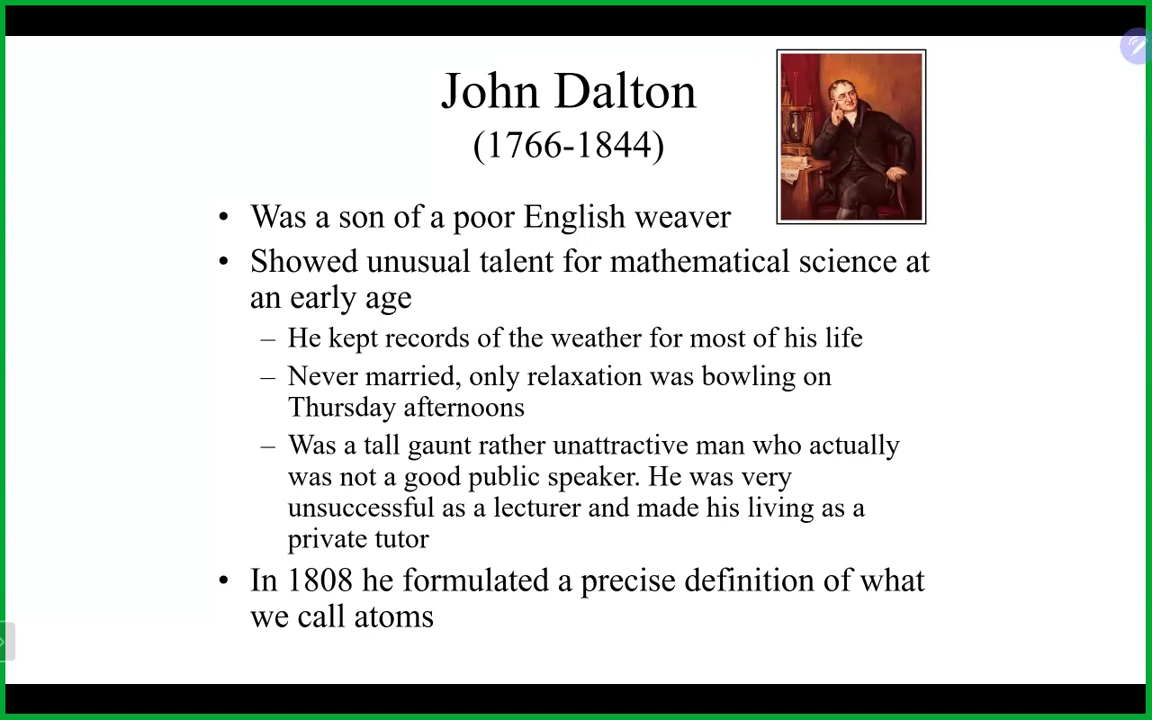 John Dalton
(1766-1844)
• Was a son of a poor English weaver
• Showed unusual talent for mathematical science at
an early age
– He kept records of the weather for most of his life
– Never married, only relaxation was bowling on
Thursday afternoons
– Was a tall gaunt rather unattractive man who actually
was not a good public speaker. He was very
unsuccessful as a lecturer and made his living as a
private tutor
• In 1808 he formulated a precise definition of what
we call atoms